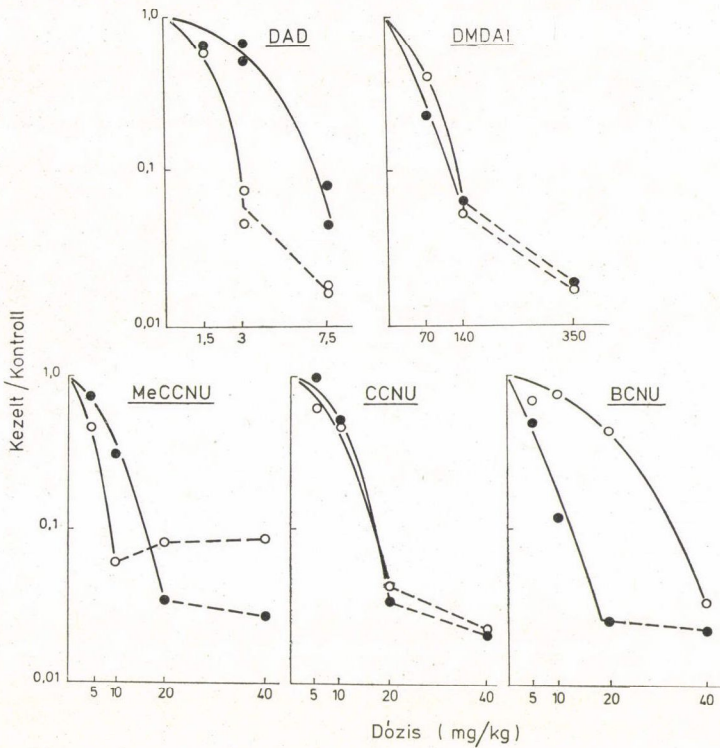 1,0
DAD
DMDAI
0,1
0,01
1,5 3 7,5
70 140 350
Kezelt/Kontroll
1,0
MeCCNU
CCNU
BCNU
0,1
0,01
5 10 20 40
5 10 20 40
5 10 20 40
Dózis (mg/kg)